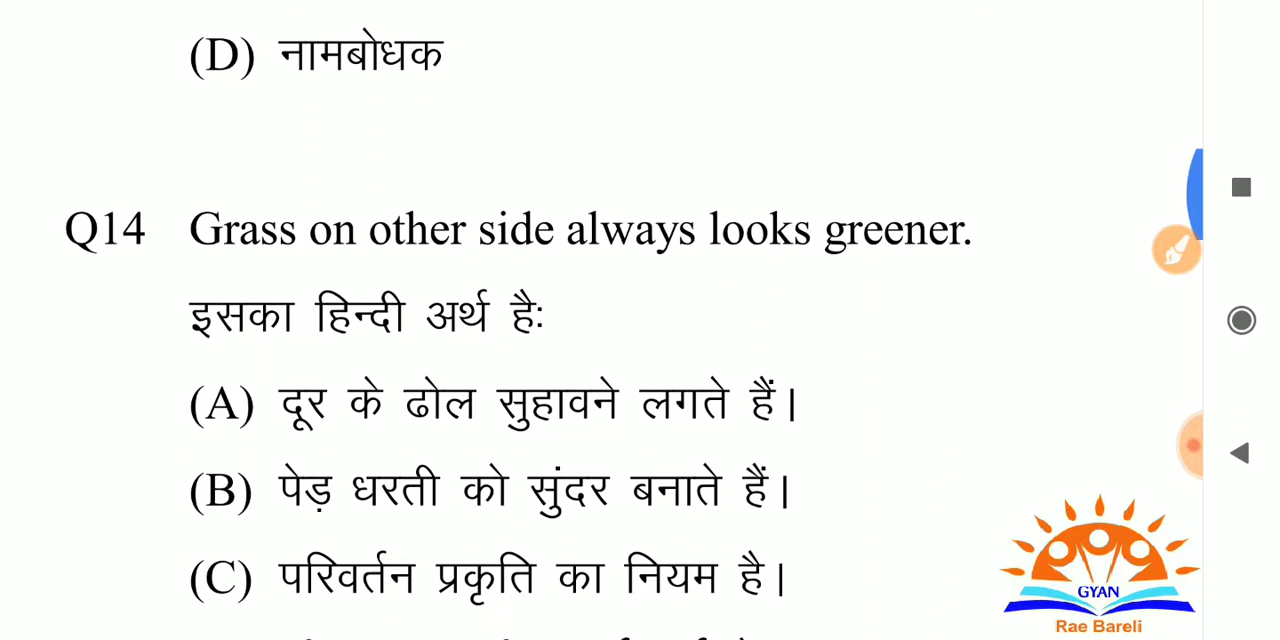 (D) नामबोधक
Q14 Grass on other side always looks greener.
इसका हिन्दी अर्थ है:
(A) दूर के ढोल सुहावने लगते हैं।
(B) पेड़ धरती को सुंदर बनाते हैं।
(C) परिवर्तन प्रकृति का नियम है।
GYAN
Rae Bareli